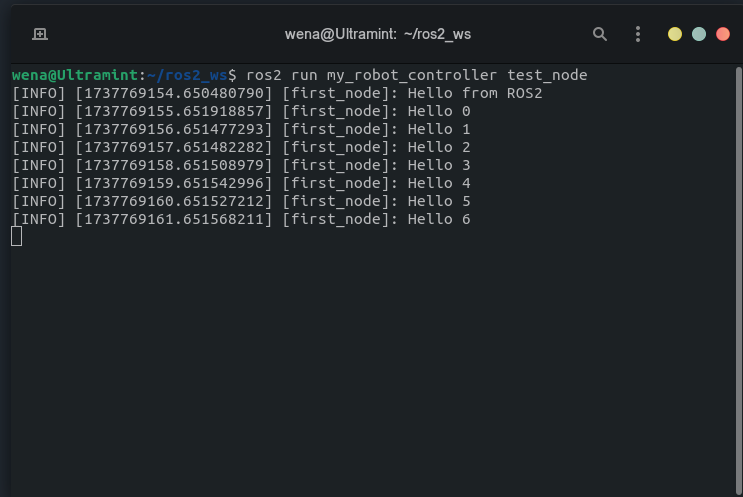 wena@Ultramint: ~/ros2_ws
wena@Ultramint:~/ros2_ws$ ros2 run my_robot_controller test_node
[INFO] [1737769154.650480790] [first_node]: Hello from ROS2
[INFO] [1737769155.651918857] [first_node]: Hello 0
[INFO] [1737769156.651477293] [first_node]: Hello 1
[INFO] [1737769157.651482282] [first_node]: Hello 2
[INFO] [1737769158.651508979] [first_node]: Hello 3
[INFO] [1737769159.651542996] [first_node]: Hello 4
[INFO] [1737769160.651527212] [first_node]: Hello 5
[INFO] [1737769161.651568211] [first_node]: Hello 6